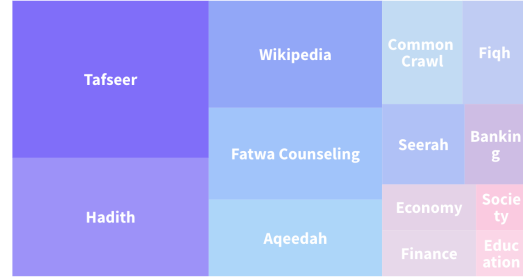 Tafseer
Hadith
Wikipedia
Fatwa Counseling
Aqeedah
Common
Crawl
Fiqh
Seerah
Bankin
g
Economy
Socie
ty
Finance
Educ
ation